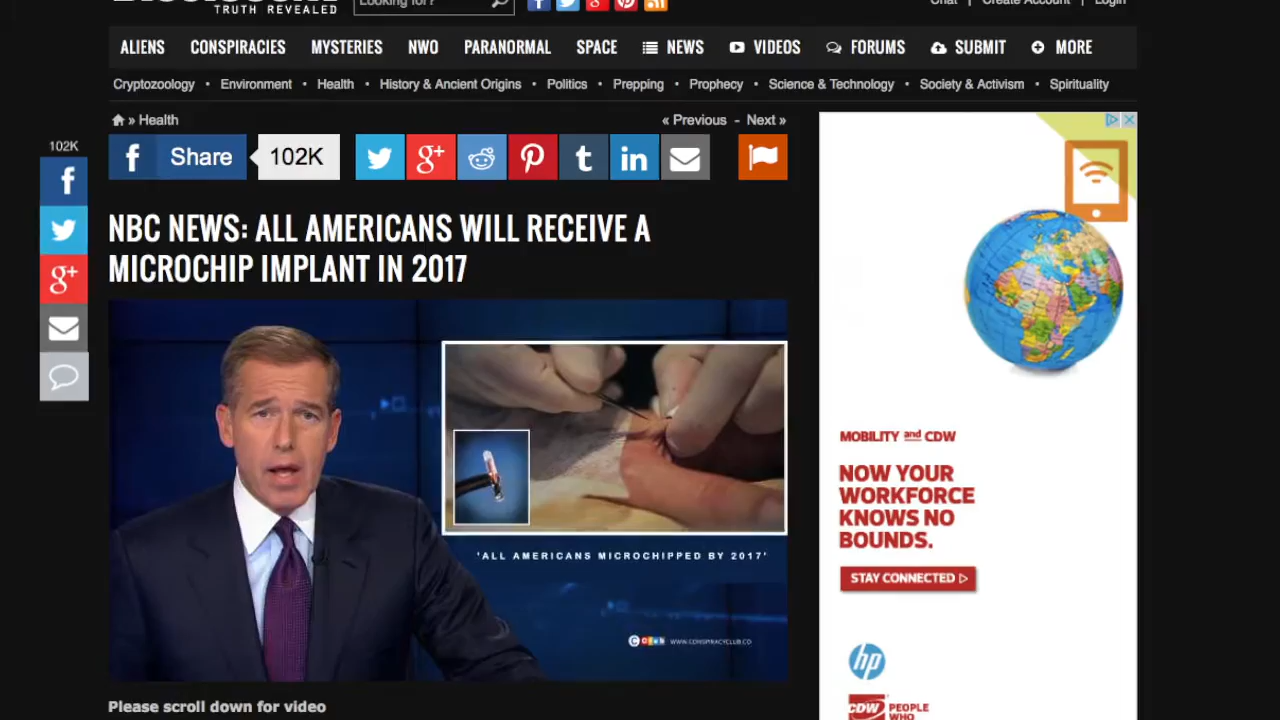 TRUTH REVEALED
Looking for?
Chat | Create Account | Login
ALIENS CONSPIRACIES MYSTERIES NWO PARANORMAL SPACE NEWS VIDEOS FORUMS SUBMIT MORE
Cryptozoology • Environment • Health • History & Ancient Origins • Politics • Prepping • Prophecy • Science & Technology • Society & Activism • Spirituality
» Health
« Previous - Next »
102K
f Share 102K
NBC NEWS: ALL AMERICANS WILL RECEIVE A
MICROCHIP IMPLANT IN 2017
'ALL AMERICANS MICROCHIPPED BY 2017'
WWW.CONSPIRACYCLUB.CO
Please scroll down for video
MOBILITY and CDW
NOW YOUR
WORKFORCE
KNOWS NO
BOUNDS.
STAY CONNECTED
hp
CDW PEOPLE
WHO